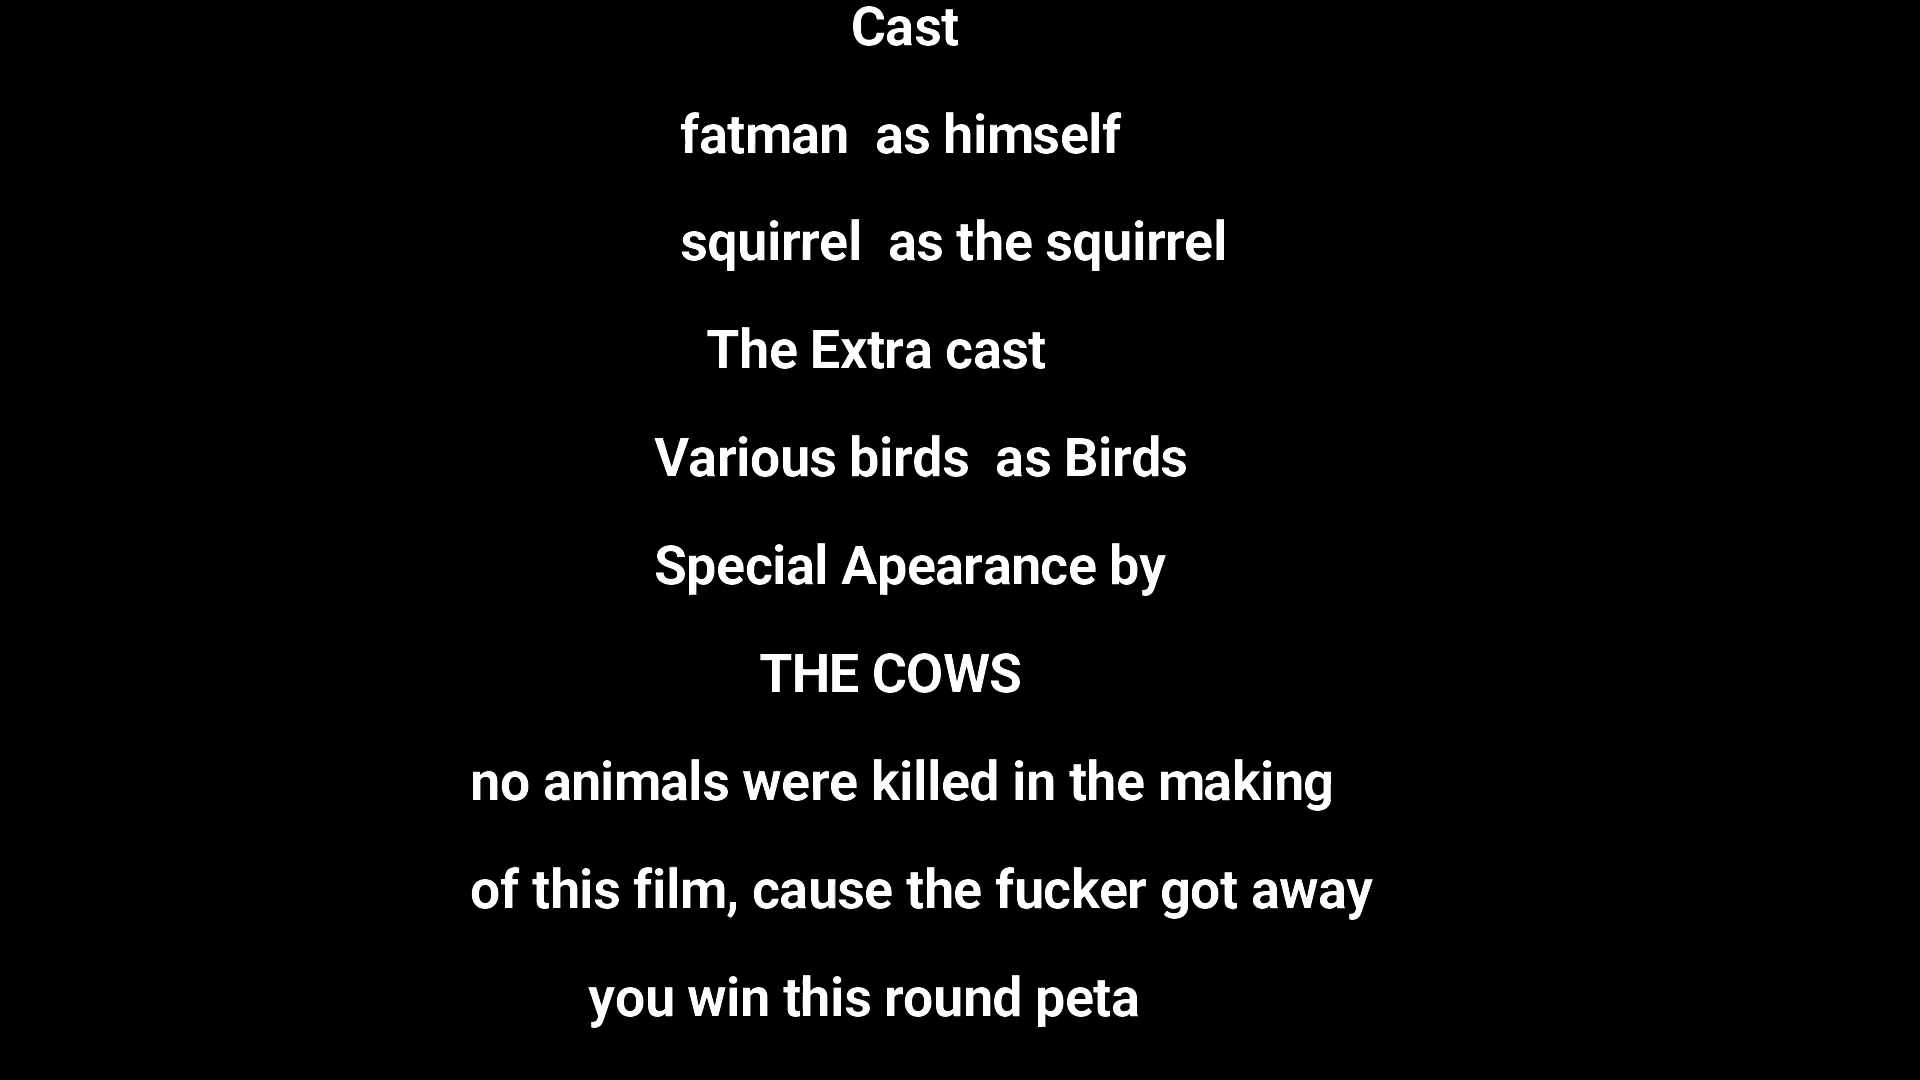 Cast
fatman as himself
squirrel as the squirrel
The Extra cast
Various birds as Birds
Special Apearance by
THE COWS
no animals were killed in the making
of this film, cause the fucker got away
you win this round peta